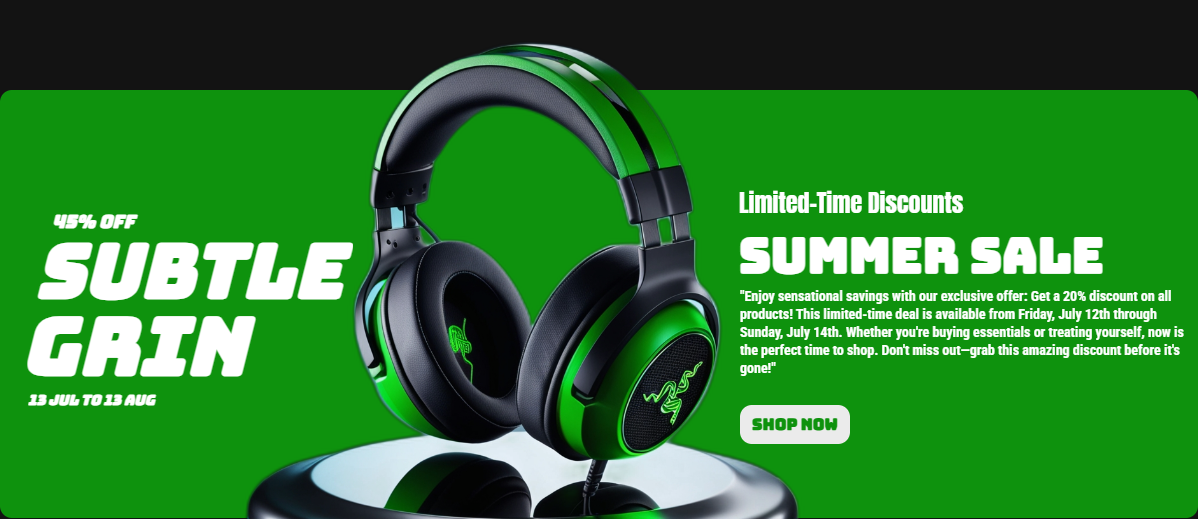 45% OFF
SUBTLE
GRIN
13 JUL TO 13 AUG
Limited-Time Discounts
SUMMER SALE
"Enjoy sensational savings with our exclusive offer: Get a 20% discount on all
products! This limited-time deal is available from Friday, July 12th through
Sunday, July 14th. Whether you're buying essentials or treating yourself, now is
the perfect time to shop. Don't miss out—grab this amazing discount before it's
gone!"
SHOP NOW